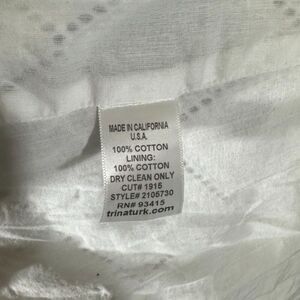 MADE IN CALIFORNIA
U.S.A.
100% COTTON
LINING:
100% COTTON
DRY CLEAN ONLY
CUT# 1915
STYLE# 2105730
RN# 93415
trinaturk.com